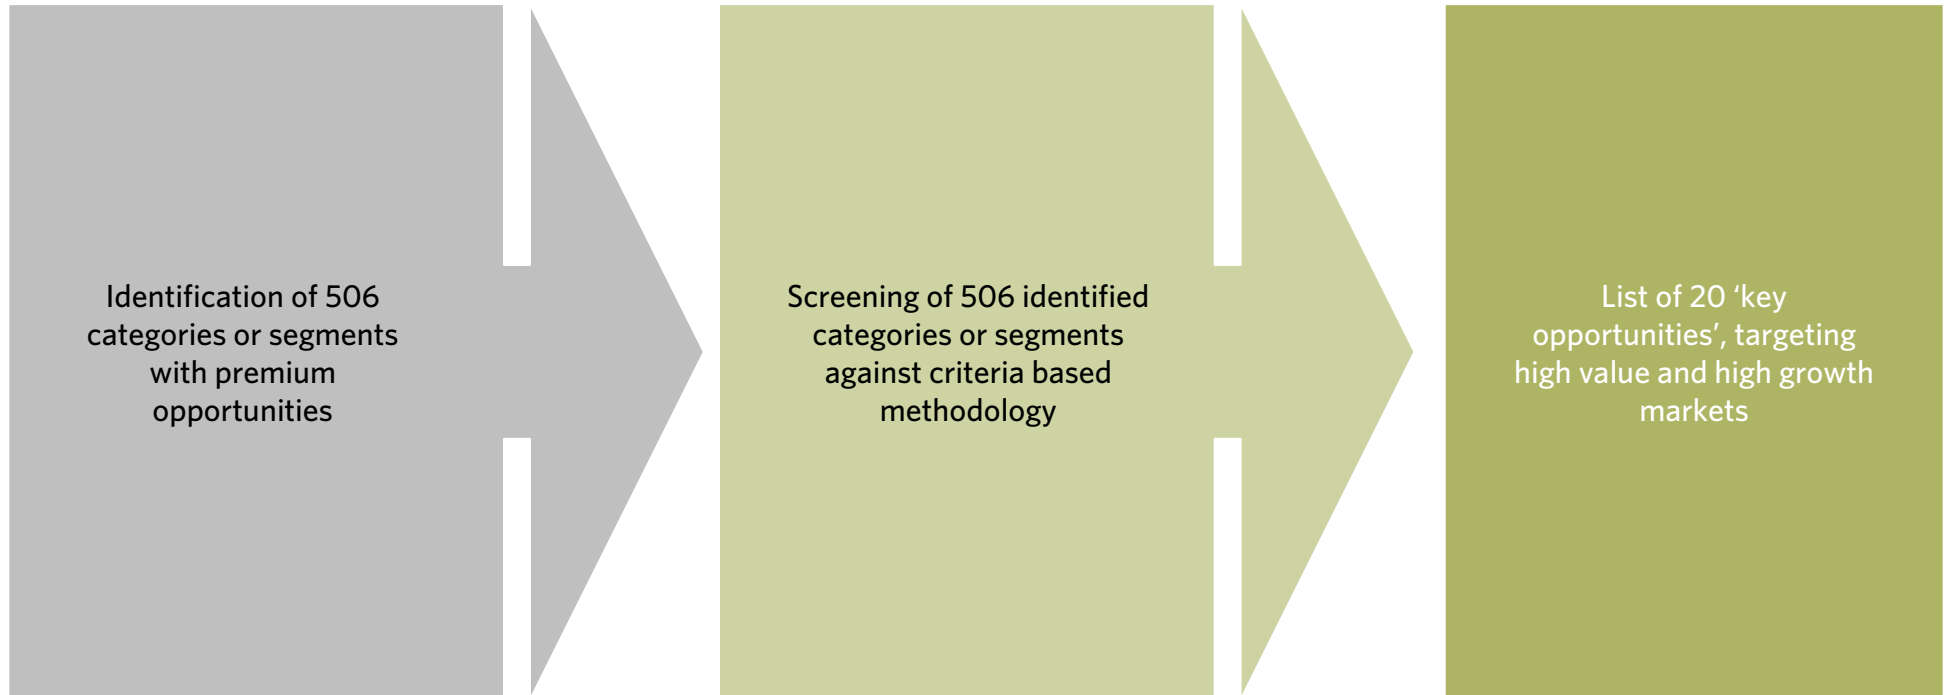 Identification of 506
categories or segments
with premium
opportunities
Screening of 506 identified
categories or segments
against criteria based
methodology
List of 20 ‘key
opportunities’, targeting
high value and high growth
markets